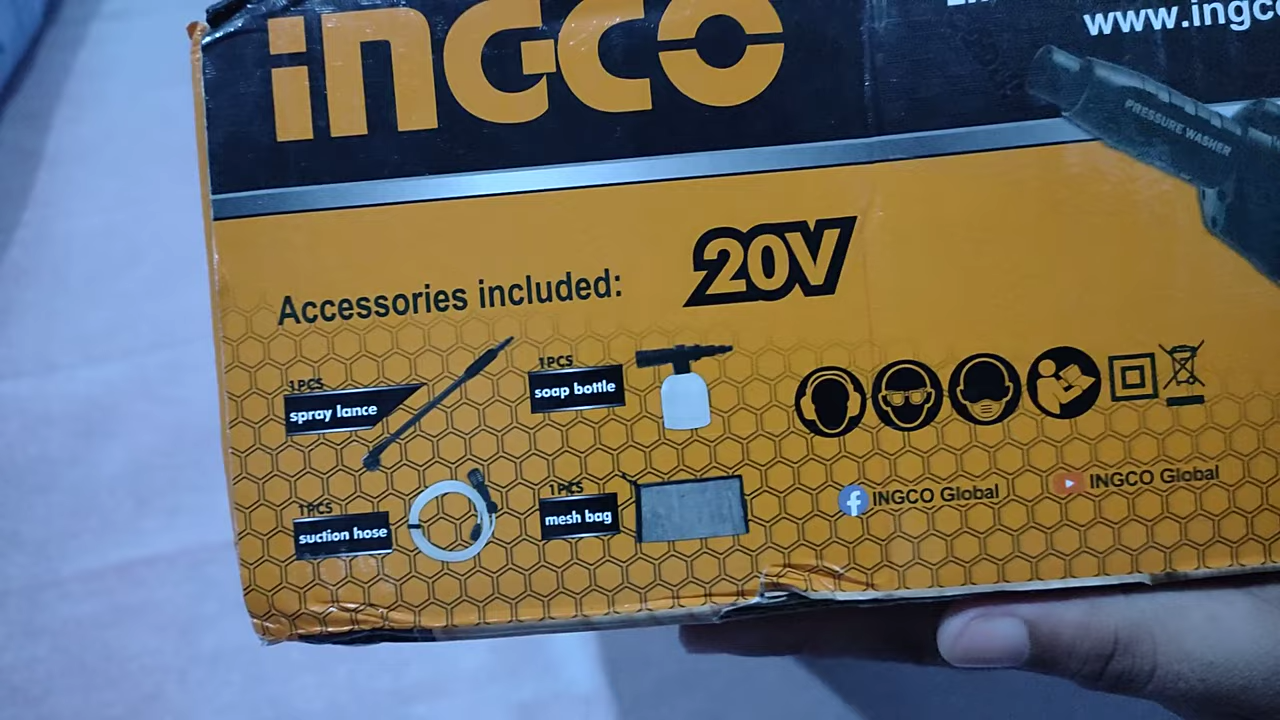 INGCO
www.ingco
PRESSURE WASHER
20V
Accessories included:
1PCS
spray lance
1PCS
soap bottle
1PCS
suction hose
1PCS
mesh bag
INGCO Global
INGCO Global